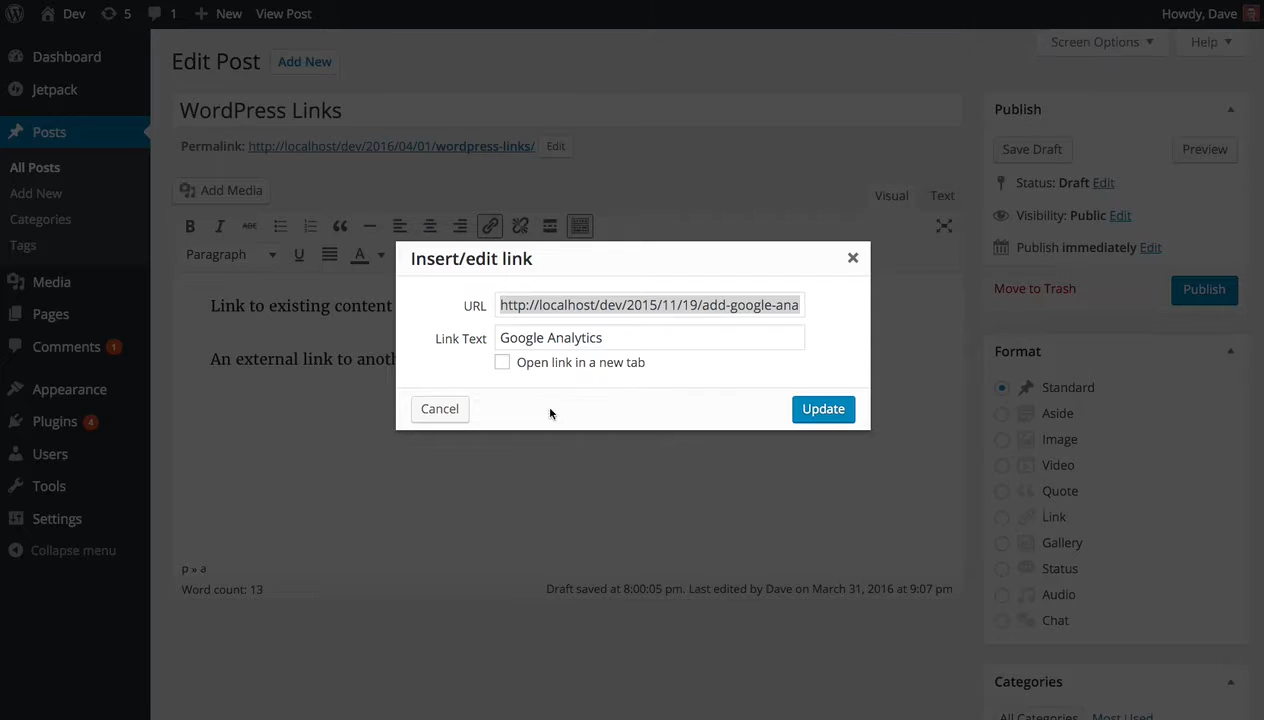 Dev 5 1 New View Post Howdy, Dave
Dashboard
Jetpack
Posts
All Posts
Add New
Categories
Tags
Media
Pages
Comments 1
Appearance
Plugins 4
Users
Tools
Settings
Collapse menu
Screen Options Help
Edit Post Add New
WordPress Links
Permalink: http://localhost/dev/2016/04/01/wordpress-links/ Edit
Add Media
Visual Text
B I ABC
Paragraph U A
Link to existing content
An external link to anoth
Insert/edit link
URL http://localhost/dev/2015/11/19/add-google-ana
Link Text Google Analytics
Open link in a new tab
Cancel Update
p » a
Word count: 13 Draft saved at 8:00:05 pm. Last edited by Dave on March 31, 2016 at 9:07 pm
Publish
Save Draft Preview
Status: Draft Edit
Visibility: Public Edit
Publish immediately Edit
Move to Trash Publish
Format
Standard
Aside
Image
Video
Quote
Link
Gallery
Status
Audio
Chat
Categories
All Categories Most Used